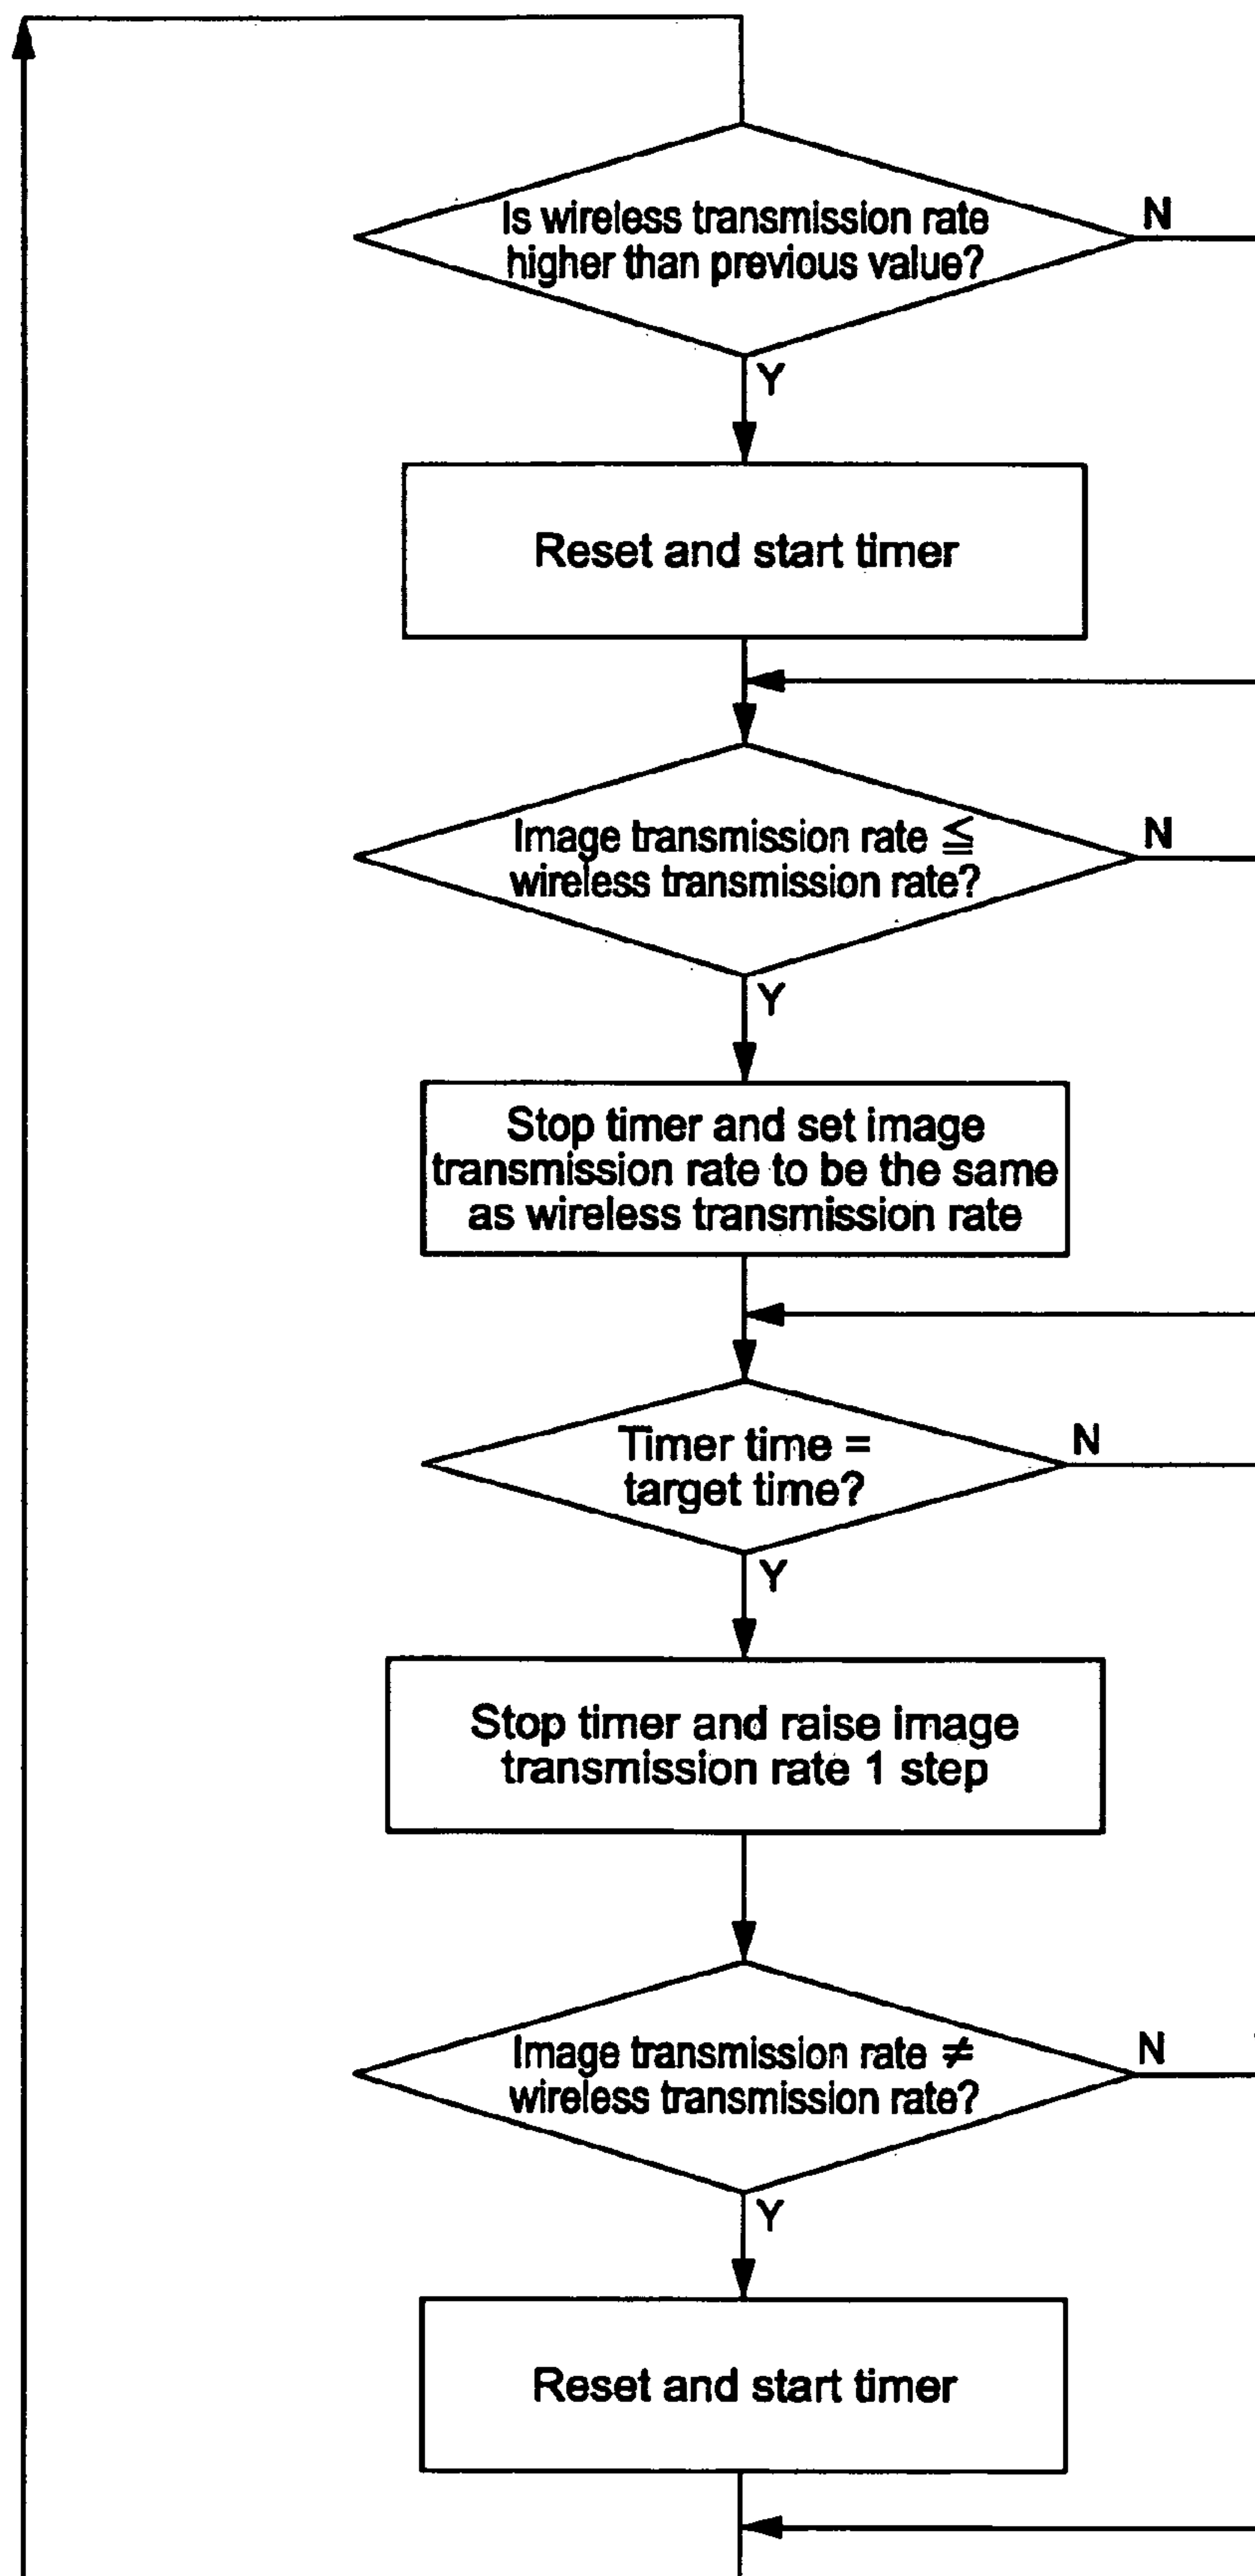 Is wireless transmission rate
higher than previous value?
N
Y
Reset and start timer
Image transmission rate ≦
wireless transmission rate?
N
Y
Stop timer and set image
transmission rate to be the same
as wireless transmission rate
Timer time =
target time?
N
Y
Stop timer and raise image
transmission rate 1 step
Image transmission rate ≠
wireless transmission rate?
N
Y
Reset and start timer